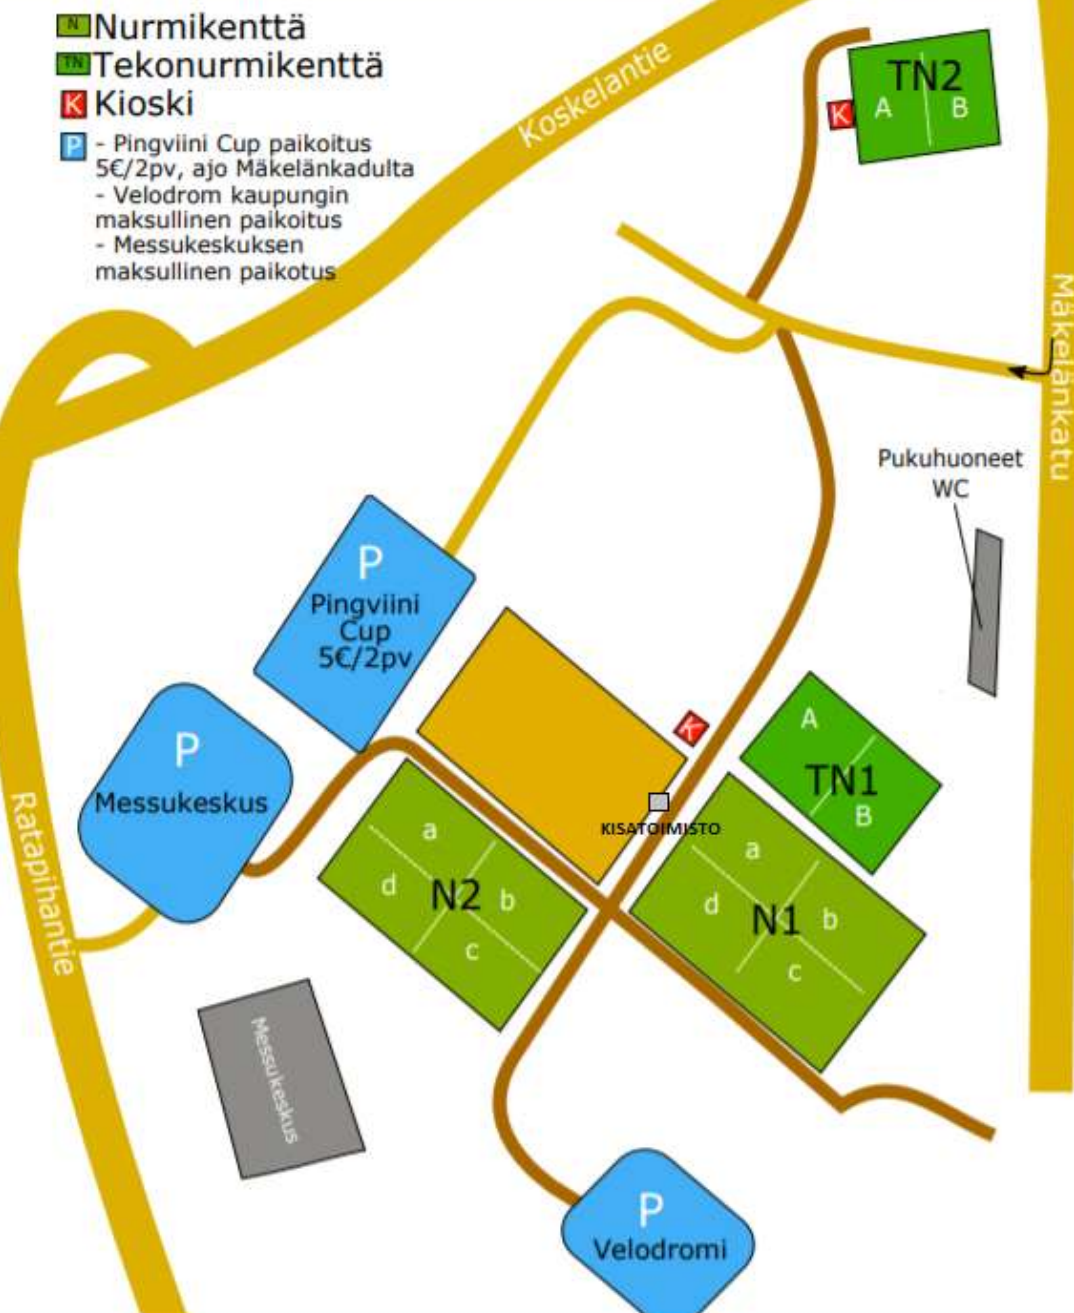 N Nurmikenttä
TN Tekonurmikenttä
K Kioski
P - Pingviini Cup paikoitus
5€/2pv, ajo Mäkelänkadulta
- Velodrom kaupungin
maksullinen paikoitus
- Messukeskuksen
maksullinen paikotus
Koskelantie
TN2
A B
K
Mäkelänkatu
Pukuhuoneet
WC
P
Pingviini
Cup
5€/2pv
P
Messukeskus
Ratapihantie
K
KISATOIMISTO
A
TN1
B
a
d N2 b
c
a
d N1 b
c
Messukeskus
P
Velodromi